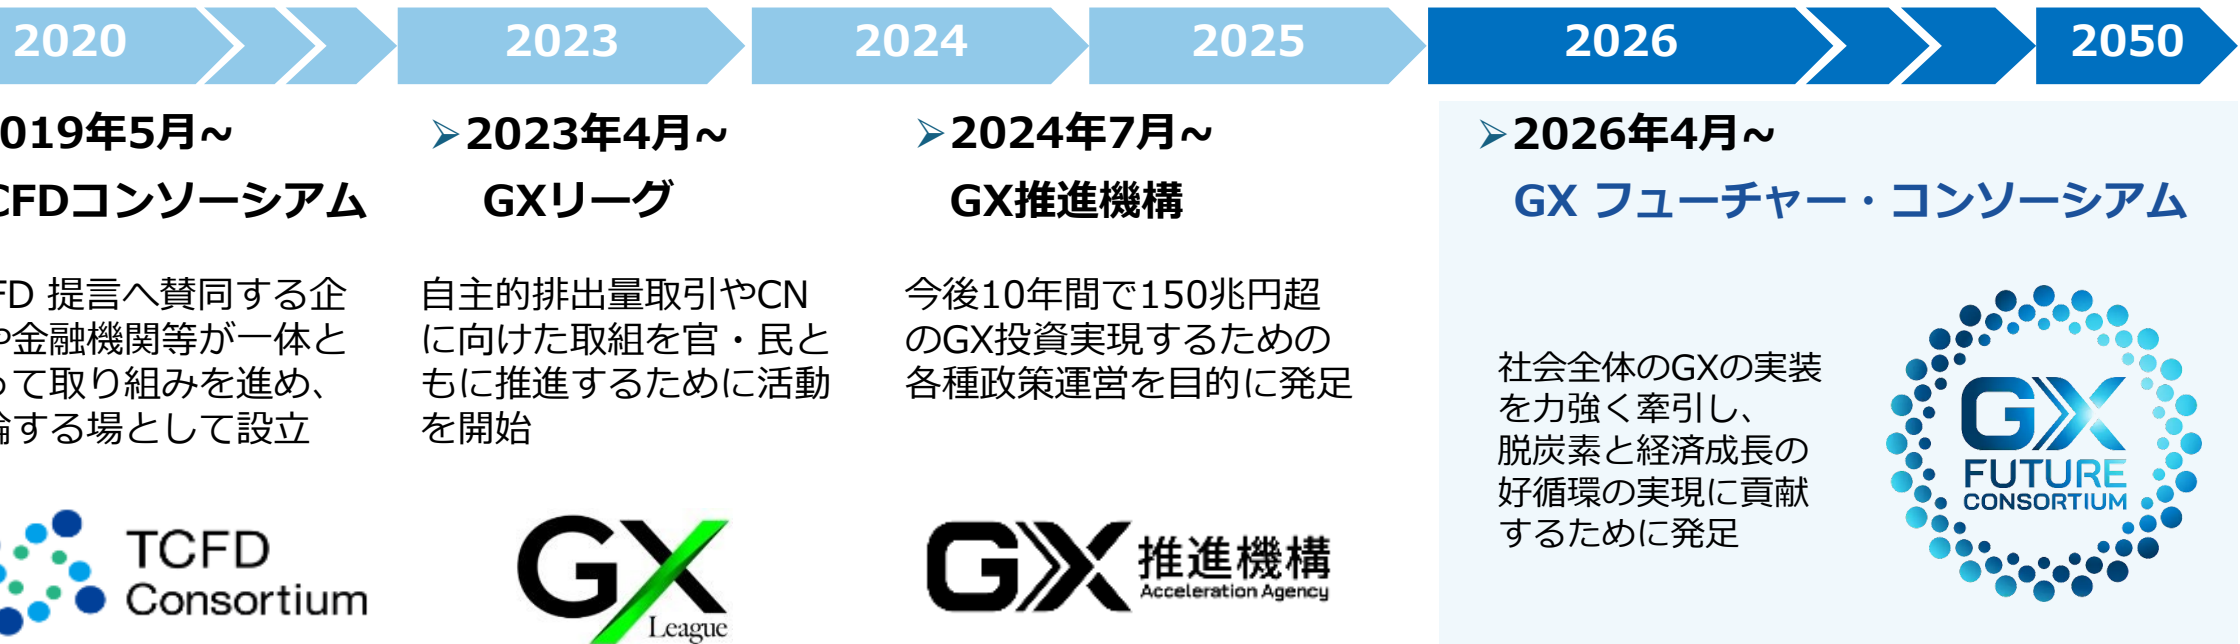 2020
2023
2024
2025
2026
2050
019年5月~
CFDコンソーシアム
FD 提言へ賛同する企
や金融機関等が一体と
って取り組みを進め、
論する場として設立
TCFD
Consortium
➢2023年4月~
GXリーグ
自主的排出量取引やCN
に向けた取組を官・民と
もに推進するために活動
を開始
GX
League
➢2024年7月~
GX推進機構
今後10年間で150兆円超
のGX投資実現するための
各種政策運営を目的に発足
GX 推進機構
Acceleration Agency
➢2026年4月~
GX フューチャー・コンソーシアム
社会全体のGXの実装
を力強く牽引し、
脱炭素と経済成長の
好循環の実現に貢献
するために発足
GX
FUTURE
CONSORTIUM